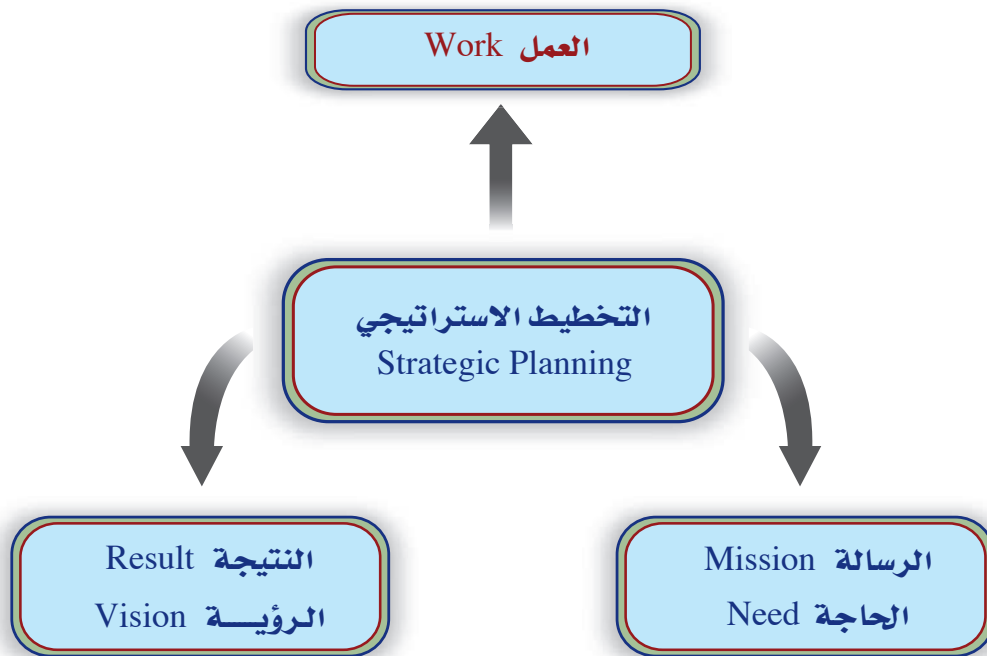 العمل Work
التخطيط الاستراتيجي
Strategic Planning
الرسالة Mission
الحاجة Need
النتيجة Result
الرؤيـــة Vision